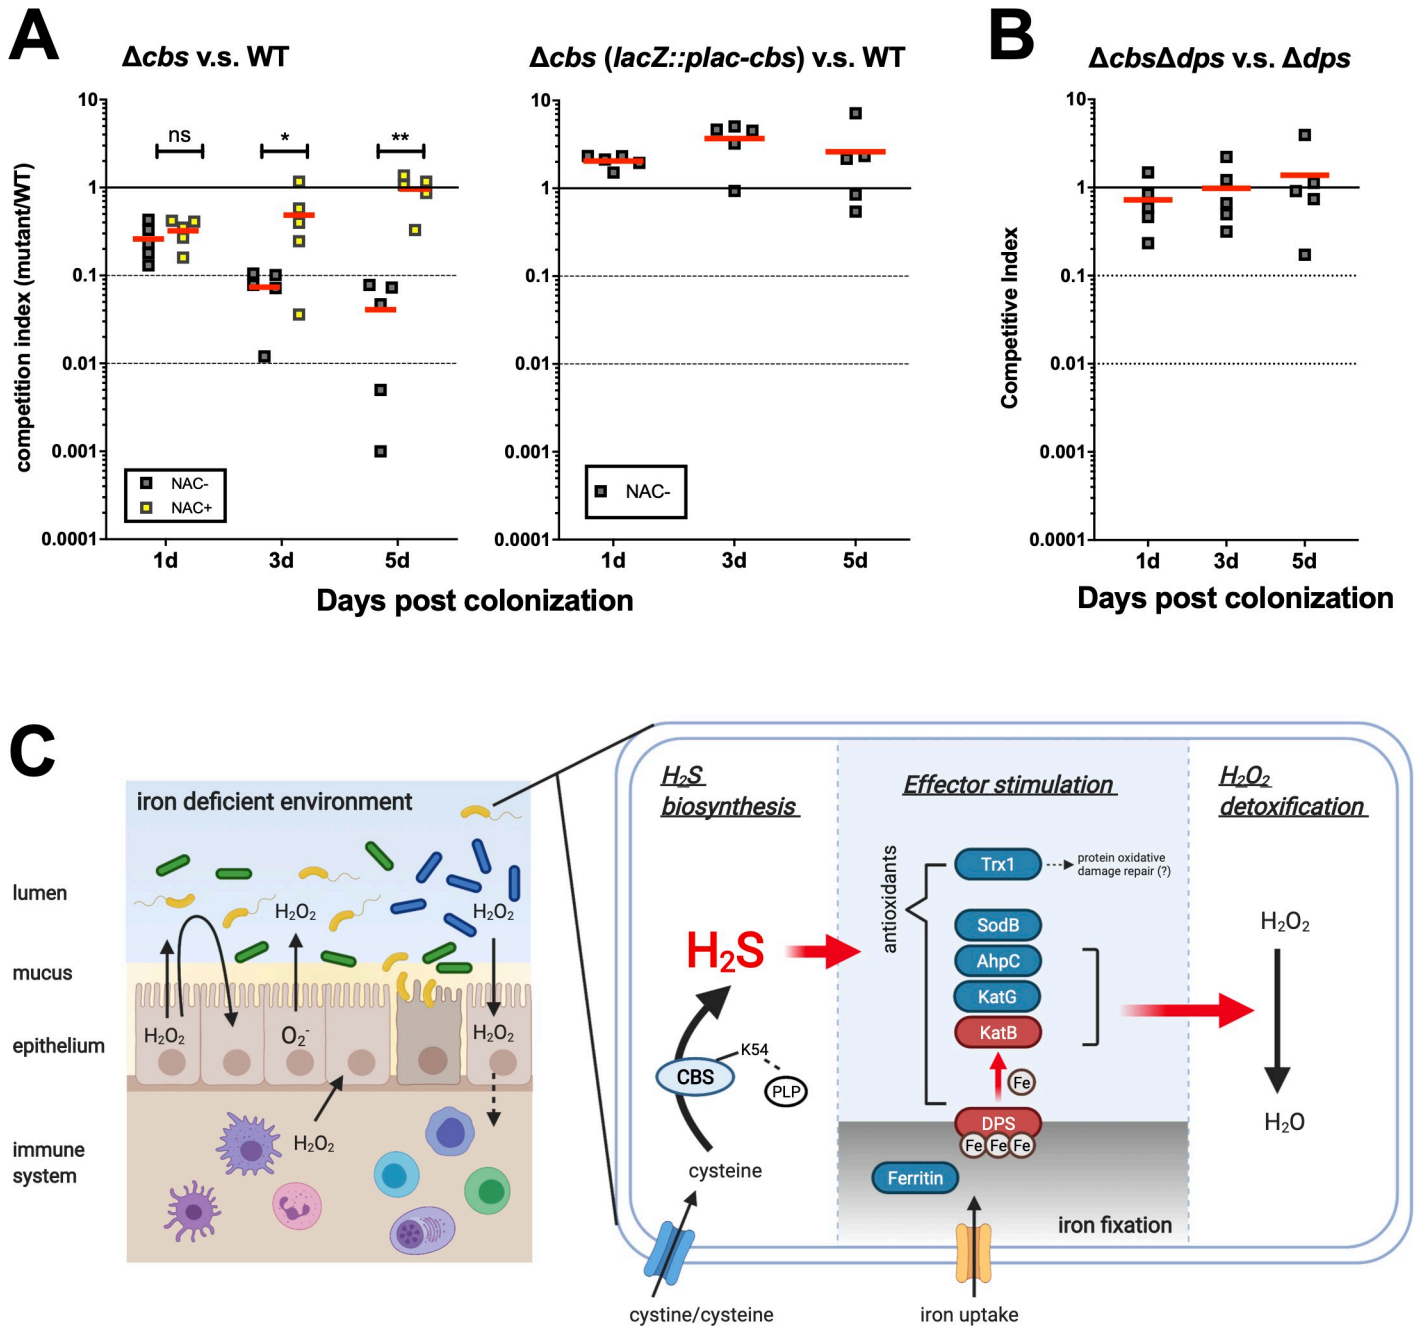 A
Δcbs v.s. WT
competition index (mutant/WT)
10
1
0.1
0.01
0.001
0.0001
ns
*
**
NAC-
NAC+
1d
3d
5d
Δcbs (lacZ::plac-cbs) v.s. WT
10
1
0.1
0.01
0.001
0.0001
NAC-
1d
3d
5d
Days post colonization
B
ΔcbsΔdps v.s. Δdps
Competitive Index
10
1
0.1
0.01
0.001
0.0001
1d
3d
5d
Days post colonization
C
iron deficient environment
lumen
mucus
epithelium
immune
system
H₂O₂
H₂O₂
H₂O₂
O₂⁻
H₂O₂
H₂O₂
H₂S
biosynthesis
H₂S
CBS
K54
PLP
cysteine
cystine/cysteine
Effector stimulation
antioxidants
Trx1
protein oxidative
damage repair (?)
SodB
AhpC
KatG
KatB
Fe
DPS
Fe Fe Fe
Ferritin
iron fixation
iron uptake
H₂O₂
detoxification
H₂O₂
H₂O